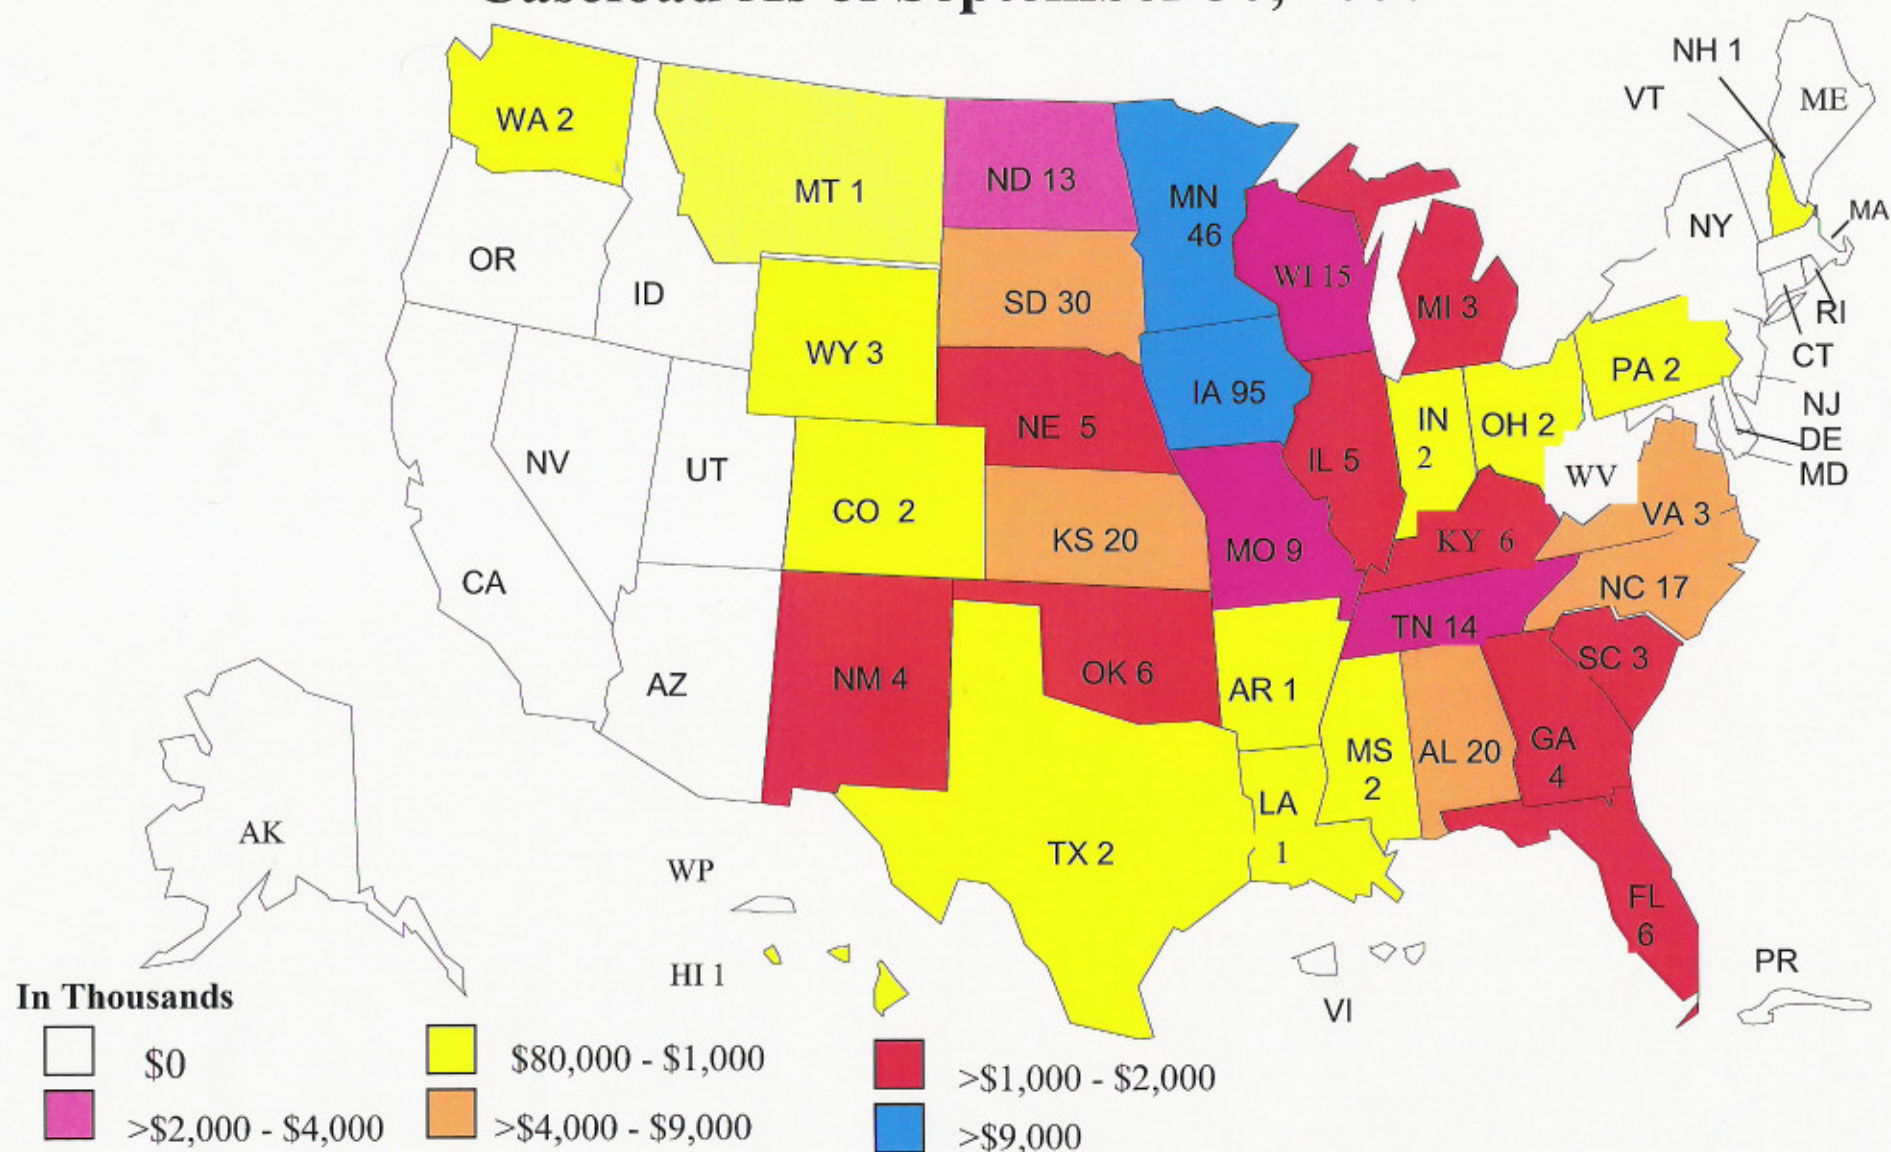 NH 1
VT
ME
WA 2
MT 1
ND 13
MN
46
MA
NY
OR
ID
SD 30
WI 15
MI 3
RI
WY 3
PA 2
CT
IA 95
NJ
NE 5
IN
2
OH 2
DE
NV
UT
IL 5
WV
MD
CO 2
VA 3
KS 20
MO 9
KY 6
CA
NC 17
TN 14
AZ
NM 4
OK 6
AR 1
SC 3
MS
2
AL 20
GA
4
LA
1
AK
TX 2
WP
FL
6
HI 1
PR
VI
In Thousands
$0
$80,000 - $1,000
>$1,000 - $2,000
>$2,000 - $4,000
>$4,000 - $9,000
>$9,000